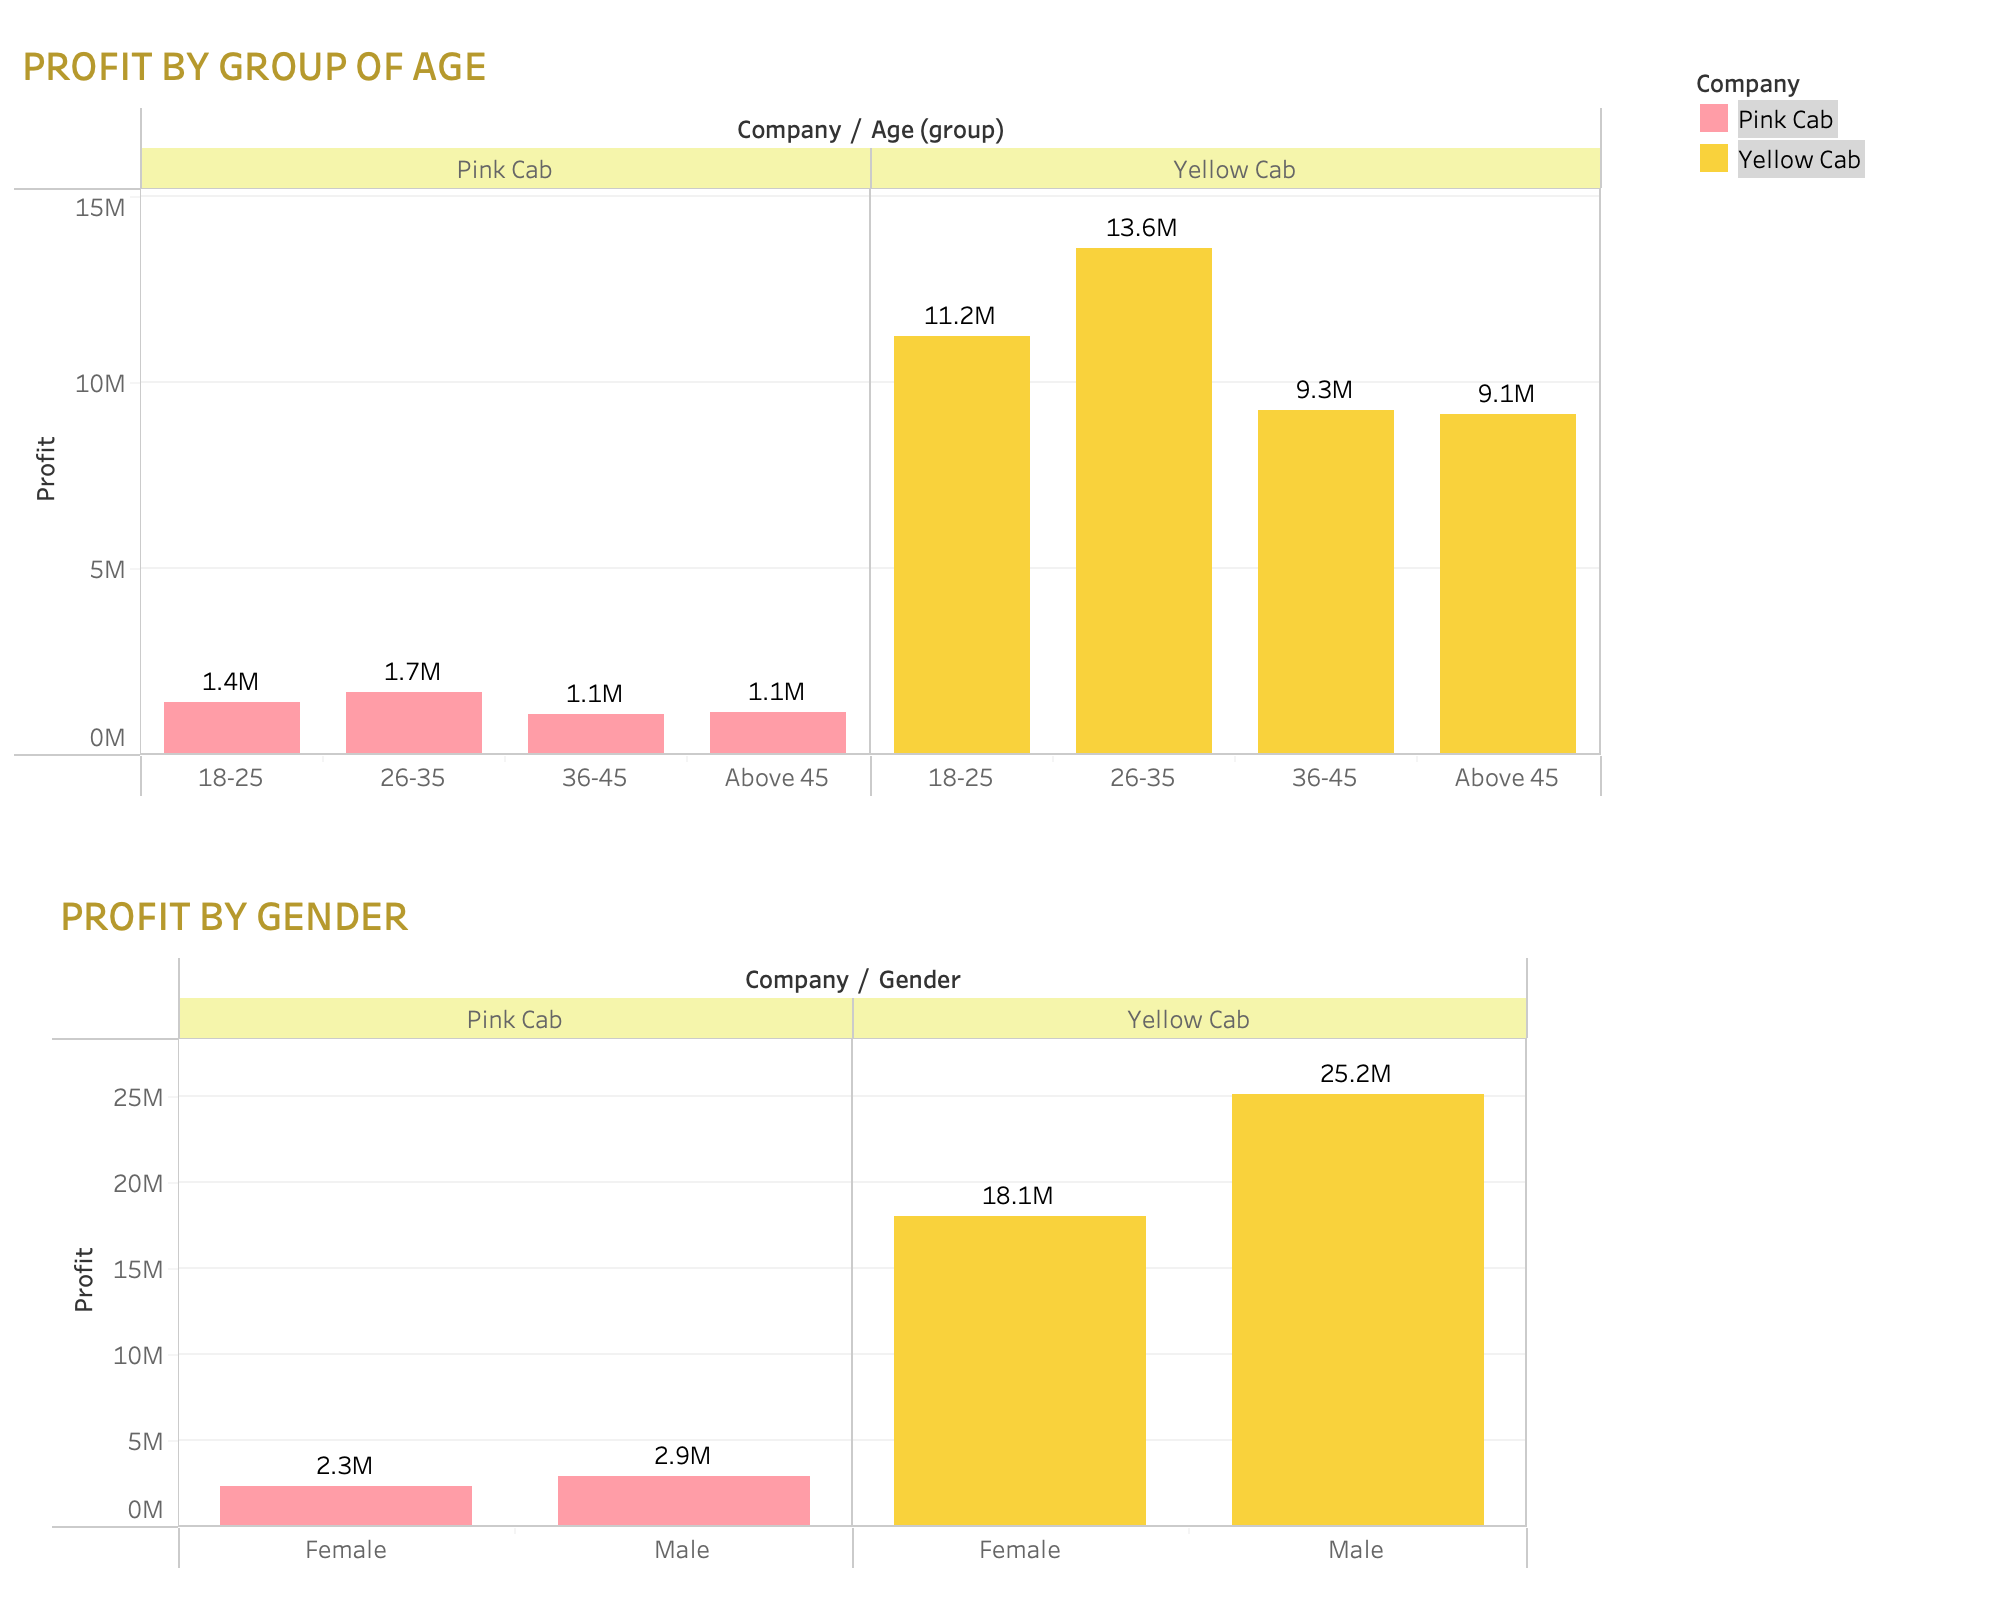 PROFIT BY GROUP OF AGE
Company
Pink Cab
Yellow Cab
Company / Age (group)
Pink Cab Yellow Cab
15M
10M
5M
0M
Profit
1.4M 1.7M 1.1M 1.1M 11.2M 13.6M 9.3M 9.1M
18-25 26-35 36-45 Above 45 18-25 26-35 36-45 Above 45
PROFIT BY GENDER
Company / Gender
Pink Cab Yellow Cab
25M
20M
15M
10M
5M
0M
Profit
2.3M 2.9M 18.1M 25.2M
Female Male Female Male